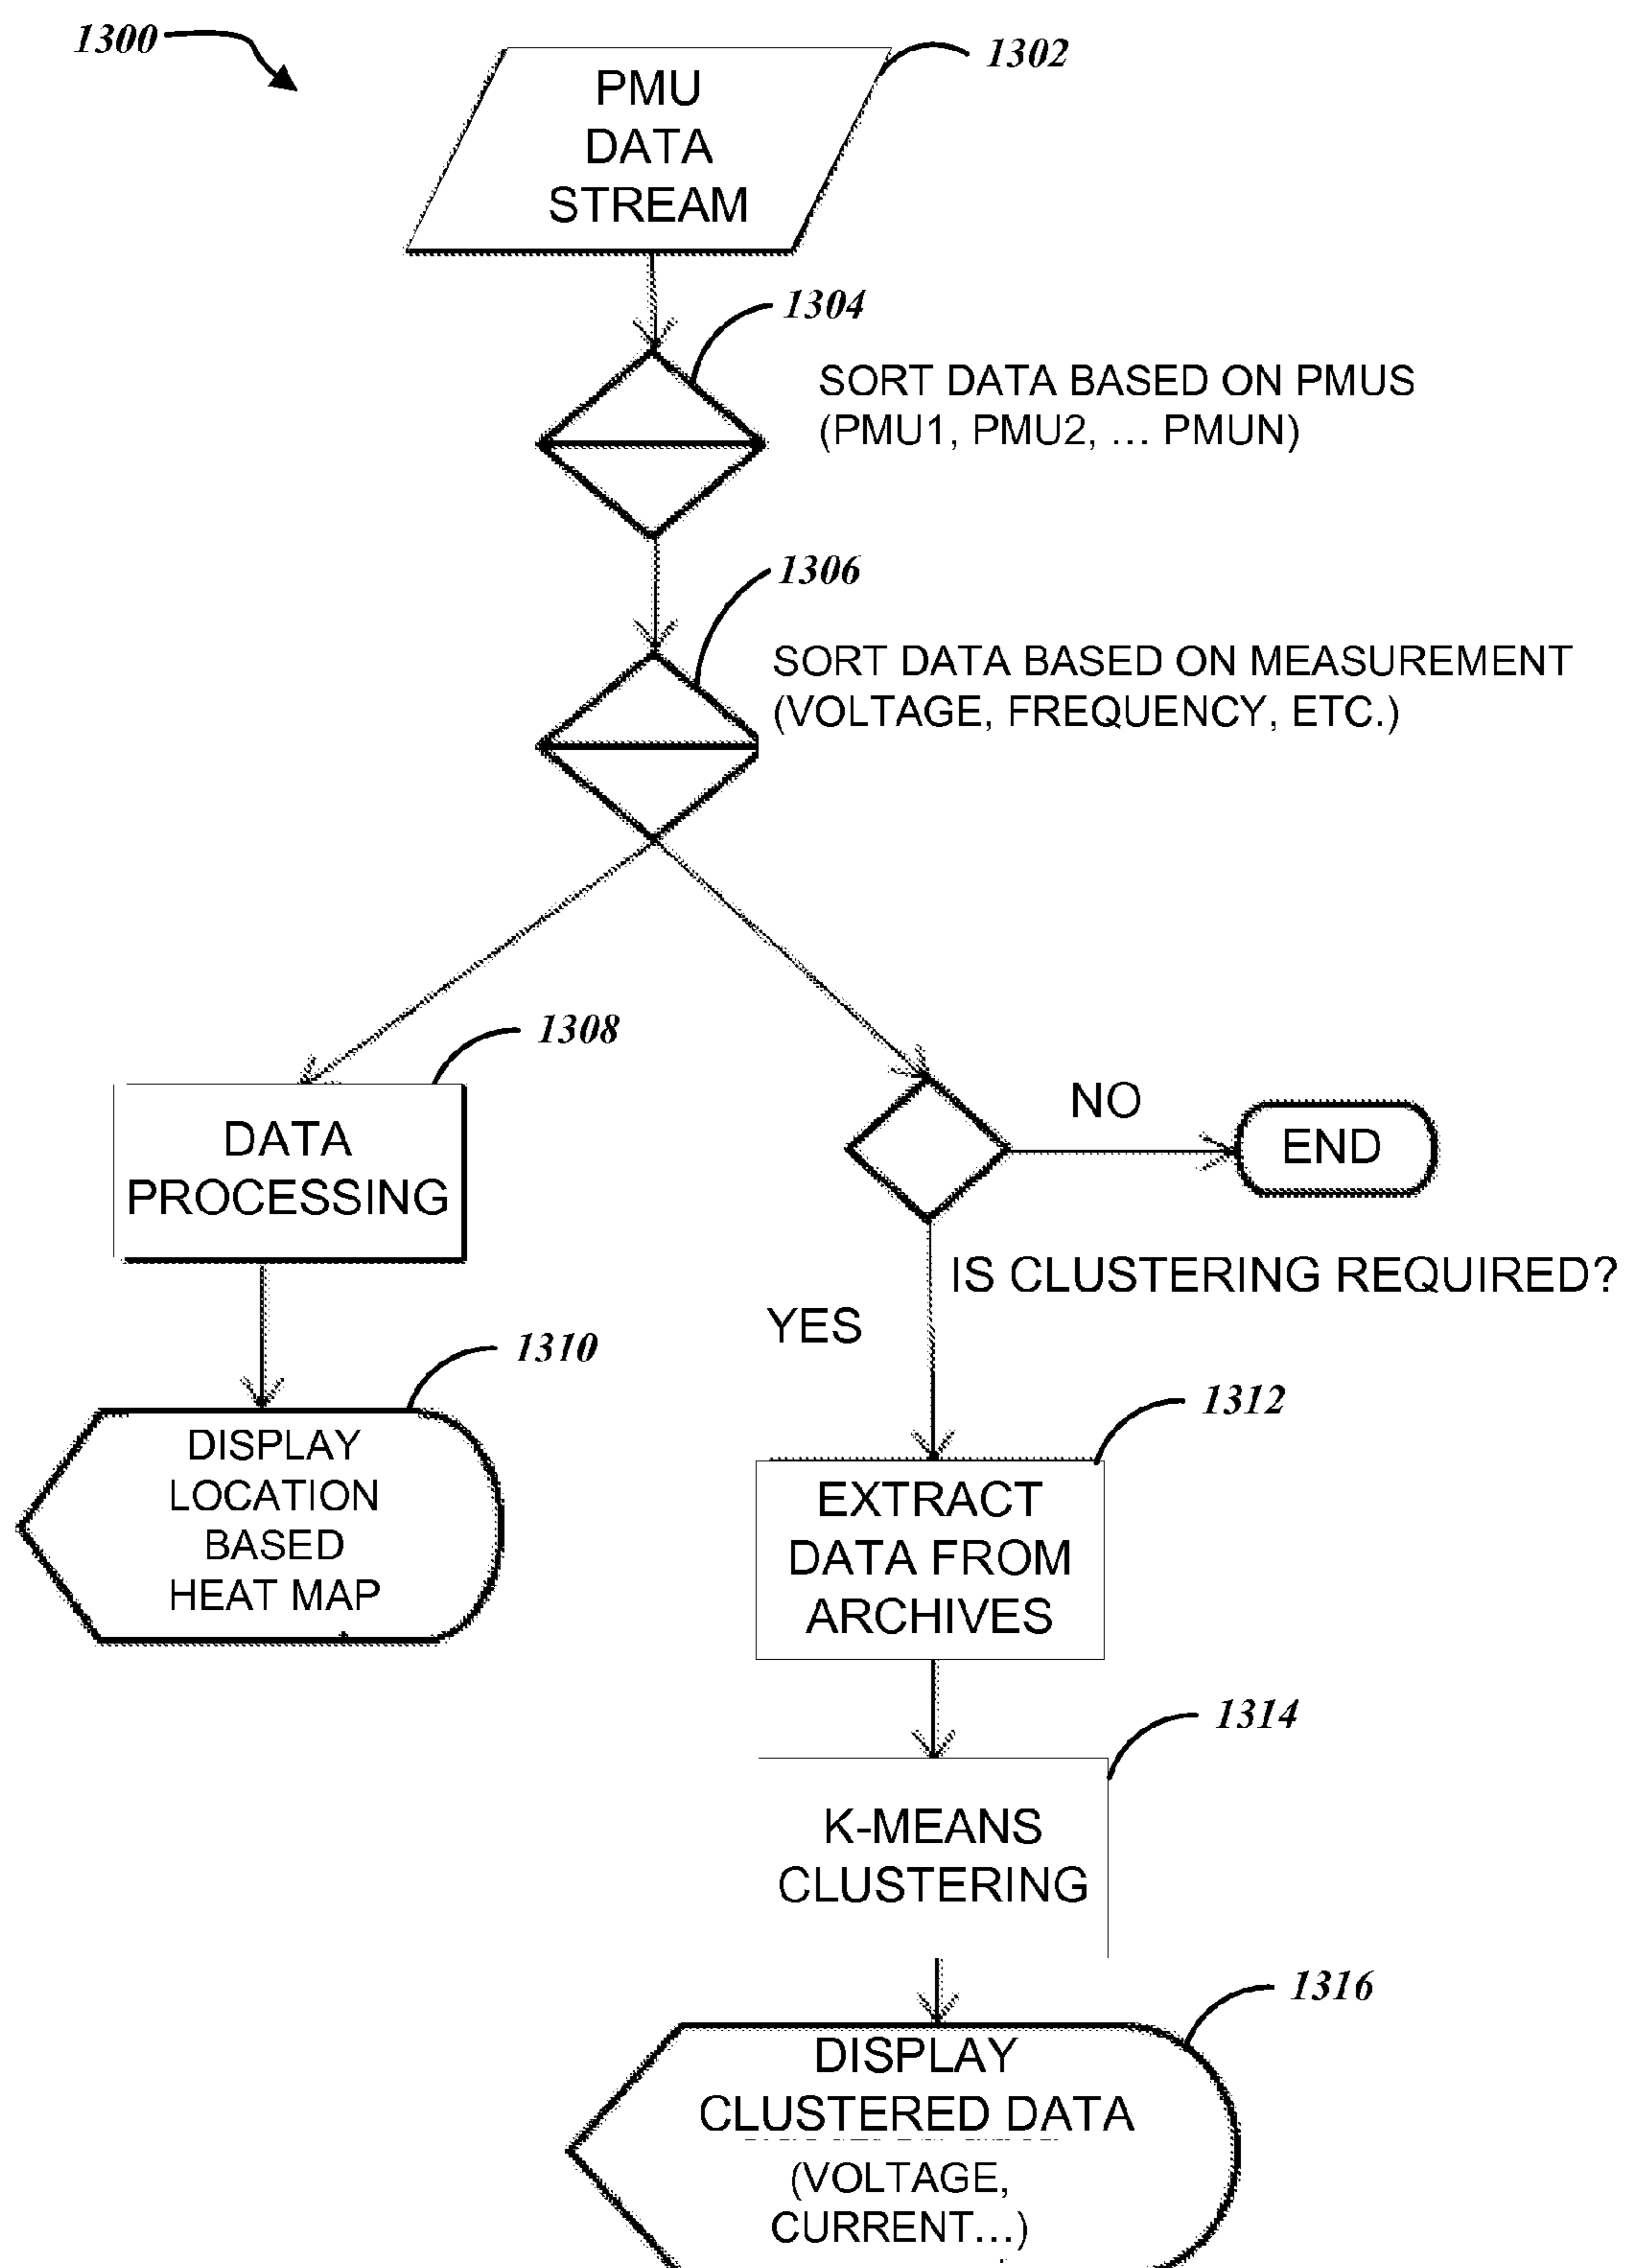 1300
1302
PMU
DATA
STREAM
1304
SORT DATA BASED ON PMUS
(PMU1, PMU2, ... PMUN)
1306
SORT DATA BASED ON MEASUREMENT
(VOLTAGE, FREQUENCY, ETC.)
1308
DATA
PROCESSING
NO
END
IS CLUSTERING REQUIRED?
YES
1310
DISPLAY
LOCATION
BASED
HEAT MAP
1312
EXTRACT
DATA FROM
ARCHIVES
1314
K-MEANS
CLUSTERING
1316
DISPLAY
CLUSTERED DATA
(VOLTAGE,
CURRENT...)